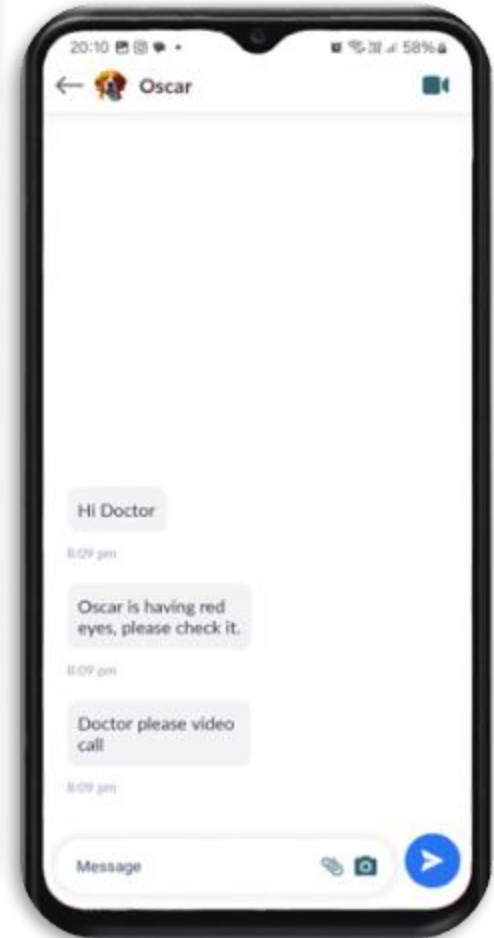 20:10
58%
Oscar
Hi Doctor
8:09 pm
Oscar is having red
eyes, please check it.
8:09 pm
Doctor please video
call
8:09 pm
Message